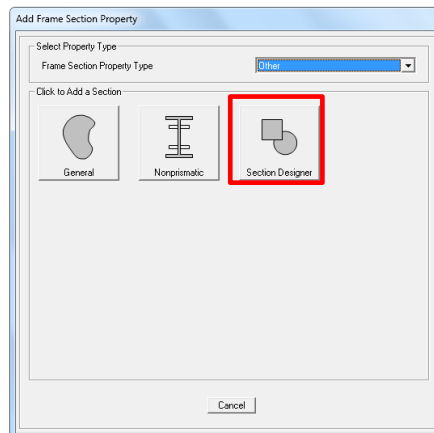 Add Frame Section Property
Select Property Type
Frame Section Property Type
Other
Click to Add a Section
General
Nonprismatic
Section Designer
Cancel